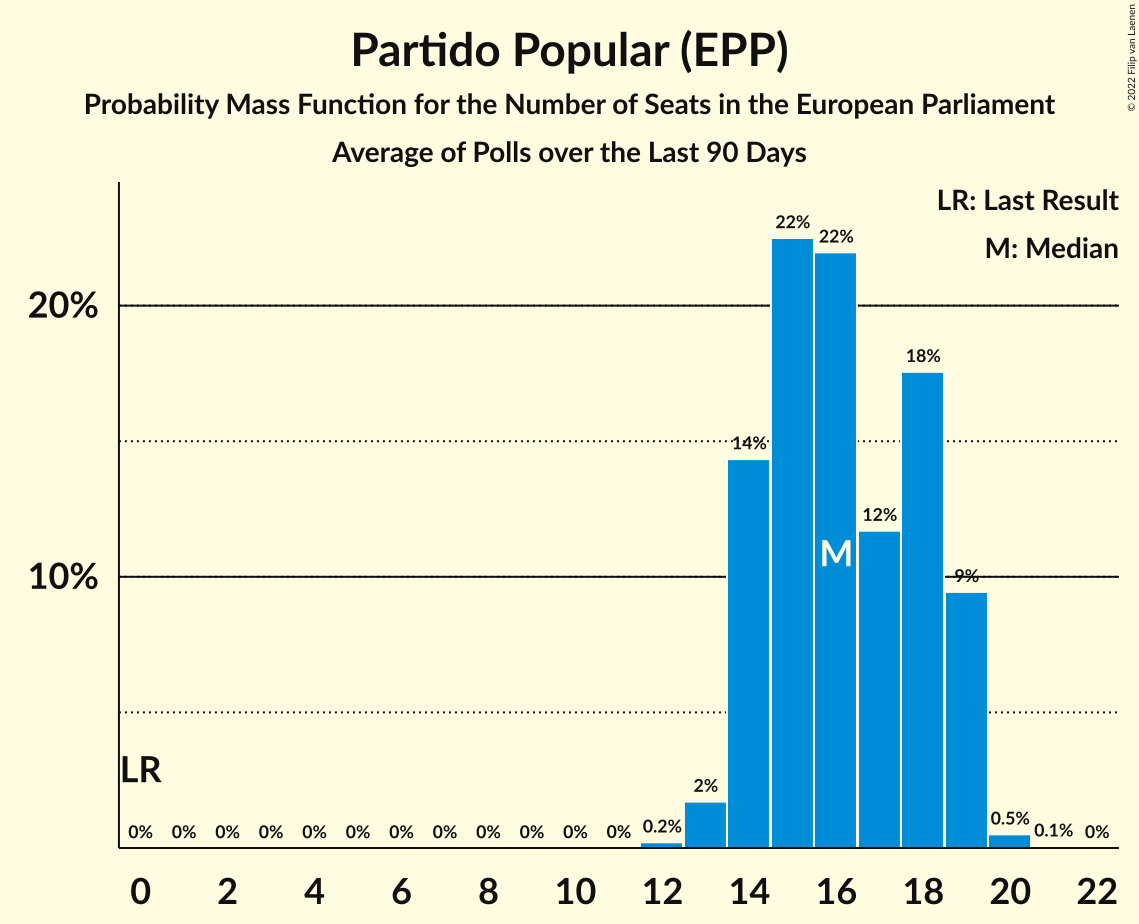 Partido Popular (EPP)
Probability Mass Function for the Number of Seats in the European Parliament
Average of Polls over the Last 90 Days
© 2022 Filip van Laenen
LR: Last Result
M: Median
22% 22%
20%
18%
14%
12%
M
10%
9%
LR
2%
0% 0% 0% 0% 0% 0% 0% 0% 0% 0% 0% 0% 0.2% 0.5% 0.1% 0%
0 2 4 6 8 10 12 14 16 18 20 22